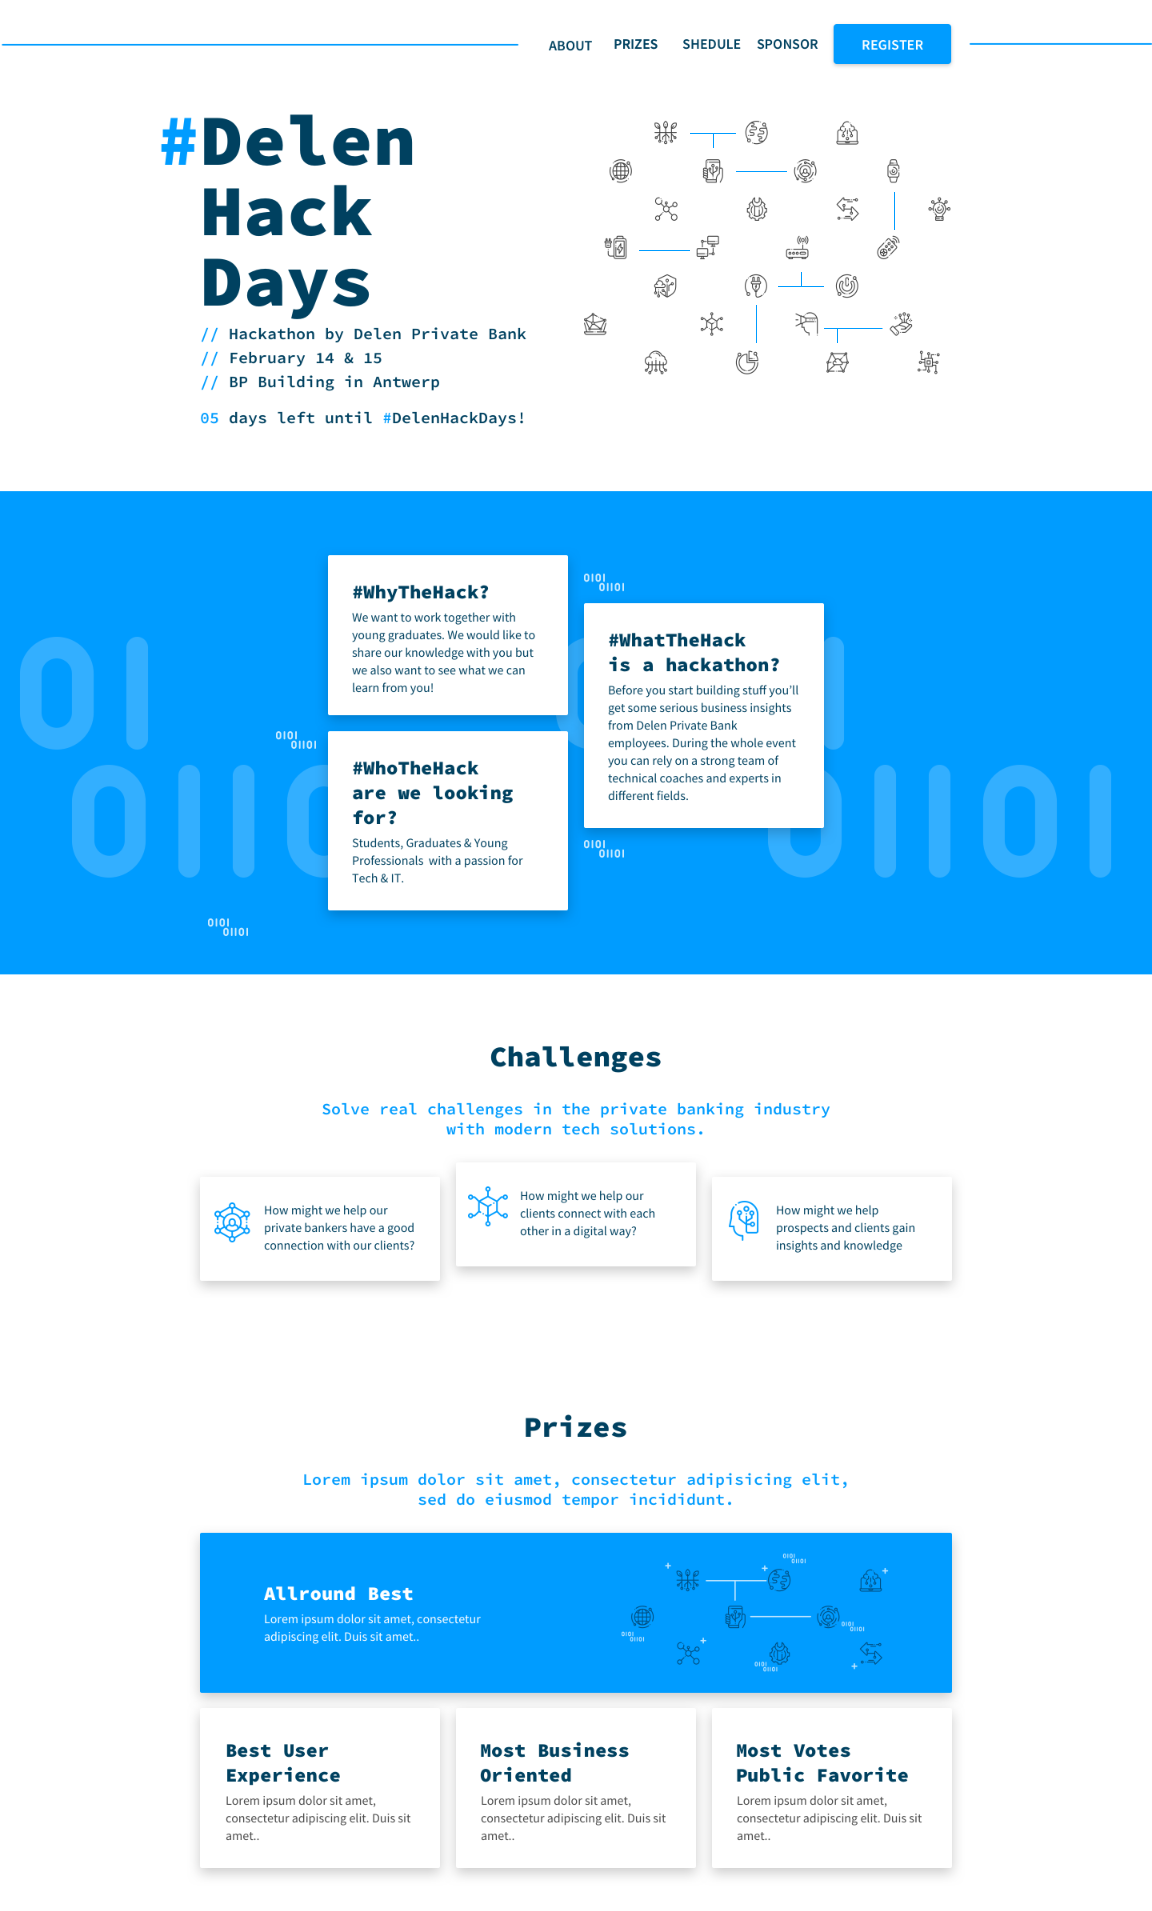 ABOUT PRIZES SHEDULE SPONSOR REGISTER
#Delen
Hack
Days
// Hackathon by Delen Private Bank
// February 14 & 15
// BP Building in Antwerp
05 days left until #DelenHackDays!
#WhyTheHack?
We want to work together with
young graduates. We would like to
share our knowledge with you but
we also want to see what we can
learn from you!
0101
01101
#WhatTheHack
is a hackathon?
Before you start building stuff you'll
get some serious business insights
from Delen Private Bank
employees. During the whole event
you can rely on a strong team of
technical coaches and experts in
different fields.
01
0101
01101
#WhoTheHack
are we looking
for?
Students, Graduates & Young
Professionals with a passion for
Tech & IT.
0110
01101
0101
01101
0101
01101
Challenges
Solve real challenges in the private banking industry
with modern tech solutions.
How might we help our
private bankers have a good
connection with our clients?
How might we help our
clients connect with each
other in a digital way?
How might we help
prospects and clients gain
insights and knowledge
Prizes
Lorem ipsum dolor sit amet, consectetur adipisicing elit,
sed do eiusmod tempor incididunt.
Allround Best
Lorem ipsum dolor sit amet, consectetur
adipiscing elit. Duis sit amet..
0101
01101
0101
01101
0101
01101
0101
01101
Best User
Experience
Lorem ipsum dolor sit amet,
consectetur adipiscing elit. Duis sit
amet..
Most Business
Oriented
Lorem ipsum dolor sit amet,
consectetur adipiscing elit. Duis sit
amet..
Most Votes
Public Favorite
Lorem ipsum dolor sit amet,
consectetur adipiscing elit. Duis sit
amet..